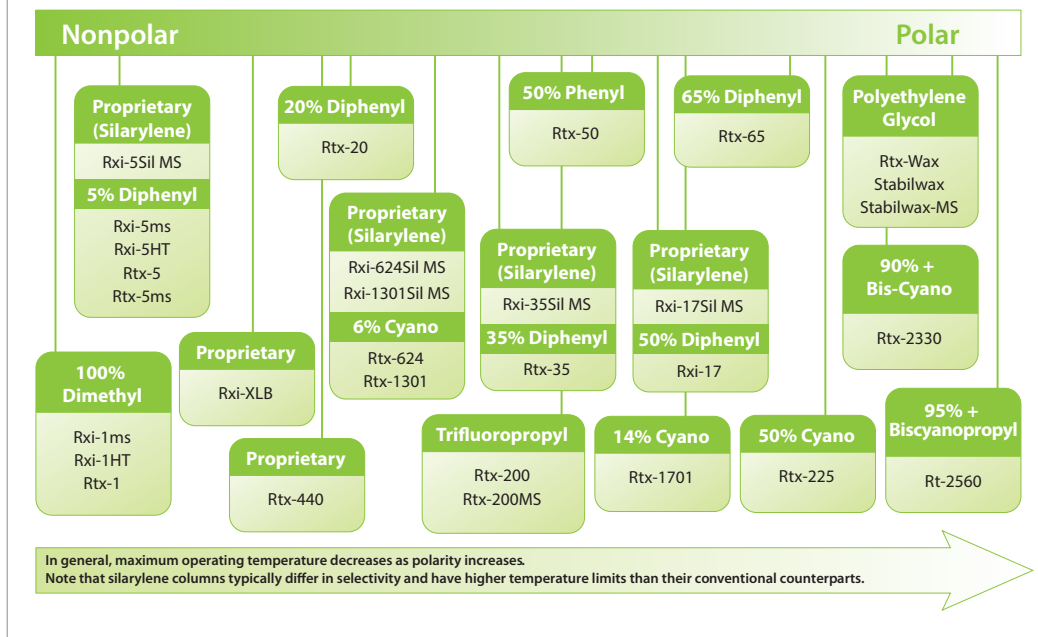 Nonpolar
Polar
Proprietary
(Silarylene)
Rxi-5Sil MS
5% Diphenyl
Rxi-5ms
Rxi-5HT
Rtx-5
Rtx-5ms
20% Diphenyl
Rtx-20
50% Phenyl
Rtx-50
65% Diphenyl
Rtx-65
Polyethylene
Glycol
Rtx-Wax
Stabilwax
Stabilwax-MS
Proprietary
(Silarylene)
Rxi-624Sil MS
Rxi-1301Sil MS
6% Cyano
Rtx-624
Rtx-1301
Proprietary
(Silarylene)
Rxi-35Sil MS
35% Diphenyl
Rtx-35
Proprietary
(Silarylene)
Rxi-17Sil MS
50% Diphenyl
Rxi-17
90% +
Bis-Cyano
Rtx-2330
100%
Dimethyl
Rxi-1ms
Rxi-1HT
Rtx-1
Proprietary
Rxi-XLB
Proprietary
Rtx-440
Trifluoropropyl
Rtx-200
Rtx-200MS
14% Cyano
Rtx-1701
50% Cyano
Rtx-225
95% +
Biscyanopropyl
Rt-2560
In general, maximum operating temperature decreases as polarity increases.
Note that silarylene columns typically differ in selectivity and have higher temperature limits than their conventional counterparts.